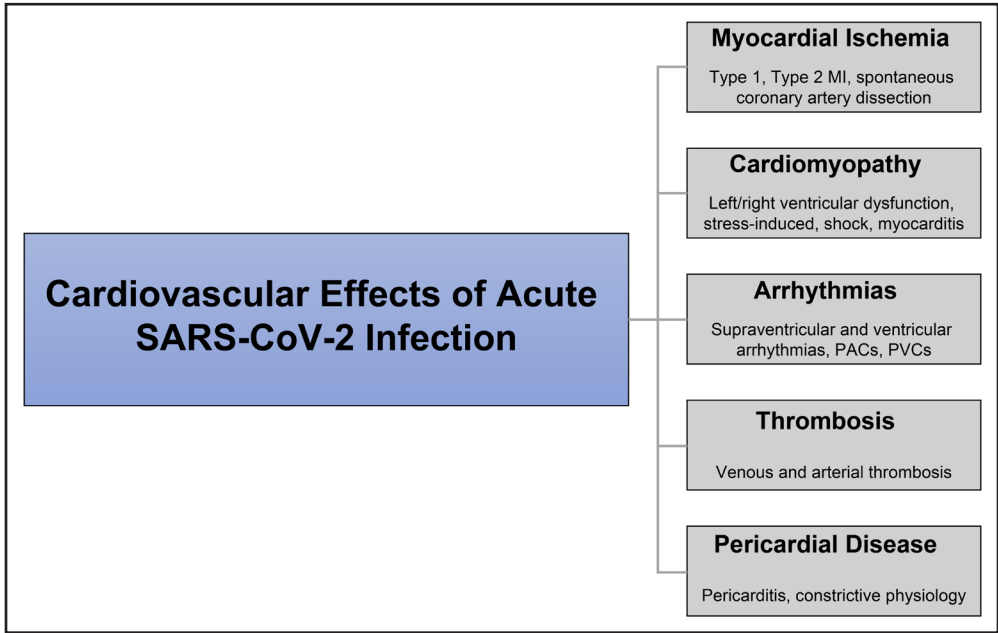 Cardiovascular Effects of Acute
SARS-CoV-2 Infection
Myocardial Ischemia
Type 1, Type 2 MI, spontaneous
coronary artery dissection
Cardiomyopathy
Left/right ventricular dysfunction,
stress-induced, shock, myocarditis
Arrhythmias
Supraventricular and ventricular
arrhythmias, PACs, PVCs
Thrombosis
Venous and arterial thrombosis
Pericardial Disease
Pericarditis, constrictive physiology